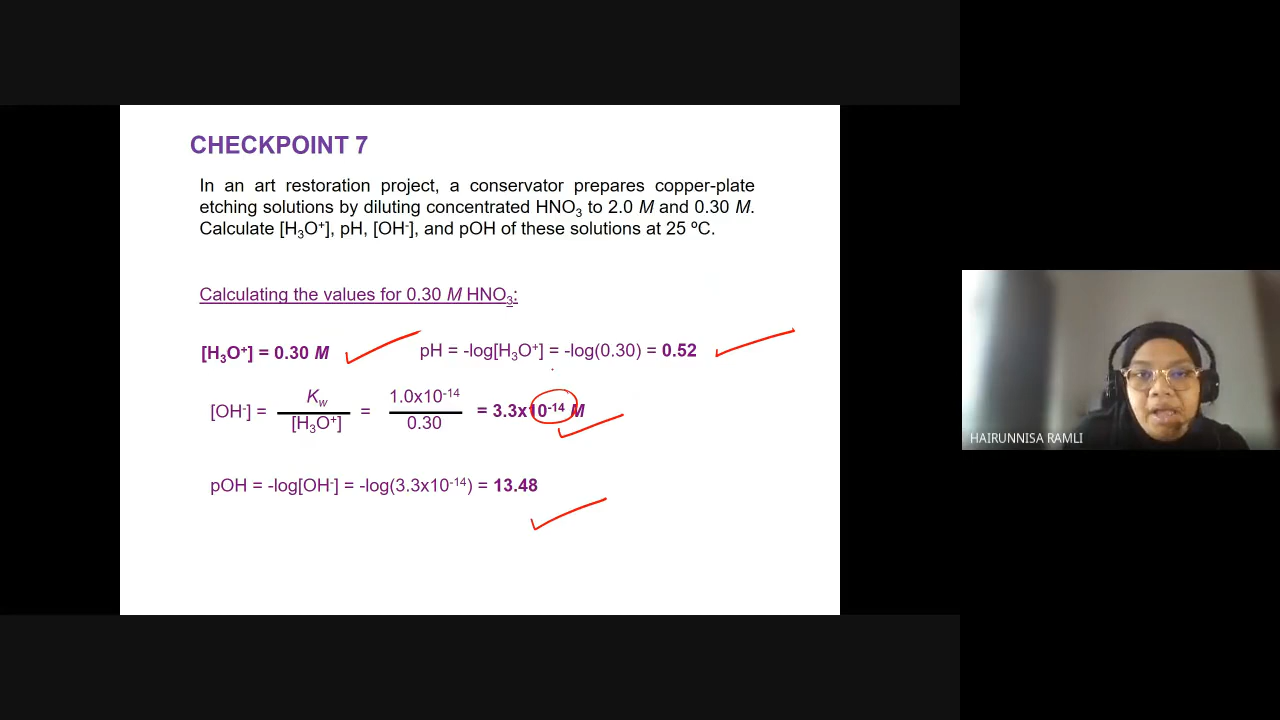 CHECKPOINT 7
In an art restoration project, a conservator prepares copper-plate
etching solutions by diluting concentrated HNO₃ to 2.0 M and 0.30 M.
Calculate [H₃O⁺], pH, [OH⁻], and pOH of these solutions at 25 ºC.
Calculating the values for 0.30 M HNO₃:
[H₃O⁺] = 0.30 M
pH = -log[H₃O⁺] = -log(0.30) = 0.52
[OH⁻] = Kw / [H₃O⁺] = 1.0x10⁻¹⁴ / 0.30 = 3.3x10⁻¹⁴ M
pOH = -log[OH⁻] = -log(3.3x10⁻¹⁴) = 13.48
HAIRUNNISA RAMLI